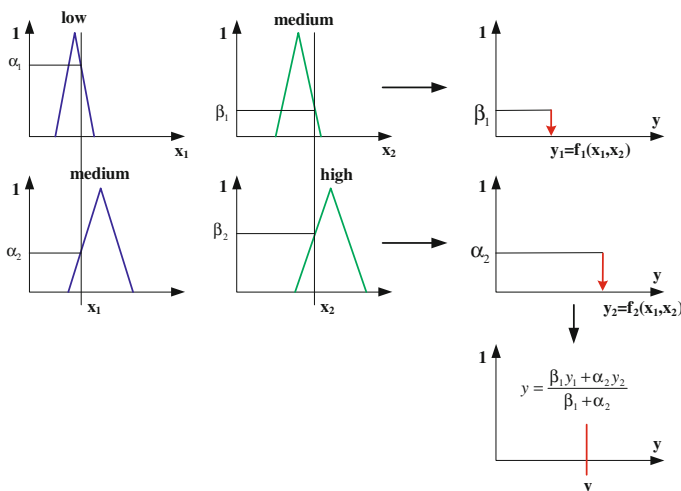 low
1
α₁
x₁
medium
1
β₁
x₂
1
β₁
y
y₁=f₁(x₁,x₂)
medium
1
α₂
x₁
high
1
β₂
x₂
1
α₂
y
y₂=f₂(x₁,x₂)
1
y = (β₁y₁+α₂y₂)/(β₁+α₂)
y
y